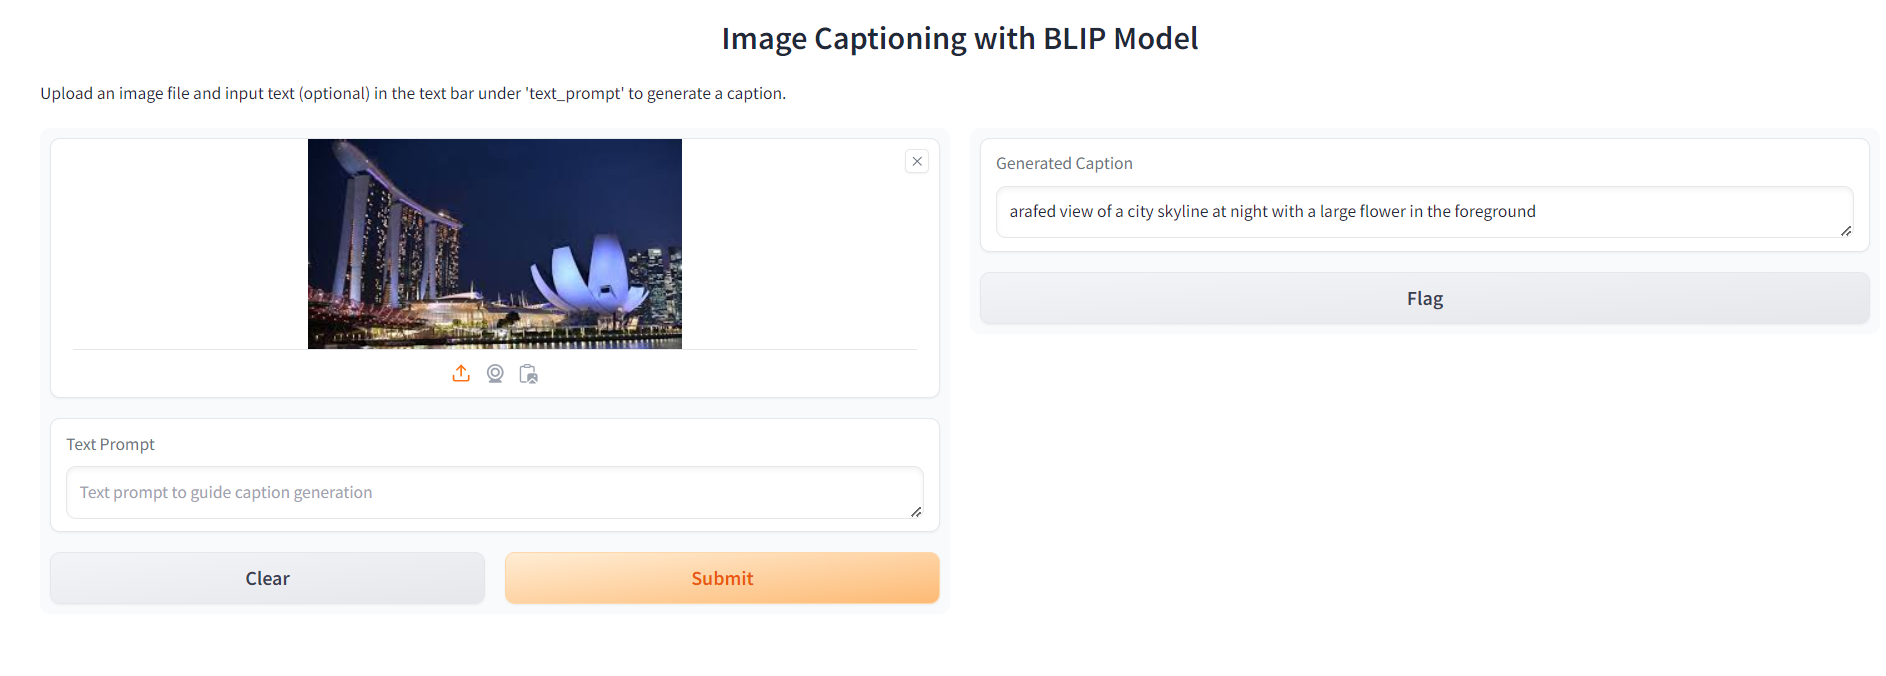 Image Captioning with BLIP Model
Upload an image file and input text (optional) in the text bar under 'text_prompt' to generate a caption.
Text Prompt
Text prompt to guide caption generation
Clear
Submit
Generated Caption
arafed view of a city skyline at night with a large flower in the foreground
Flag